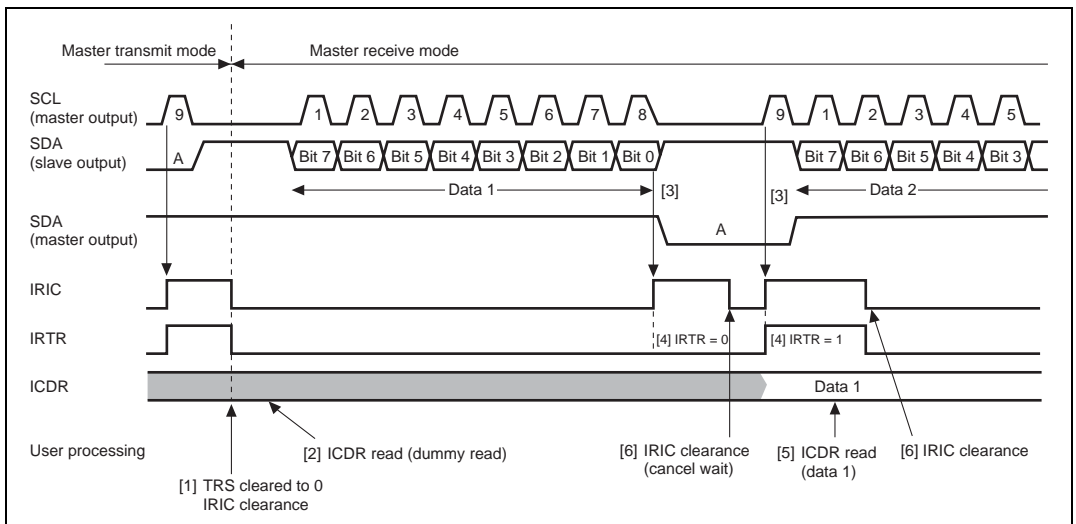 Master transmit mode Master receive mode
SCL
(master output)
9 1 2 3 4 5 6 7 8 9 1 2 3 4 5
SDA
(slave output)
A Bit 7 Bit 6 Bit 5 Bit 4 Bit 3 Bit 2 Bit 1 Bit 0 Bit 7 Bit 6 Bit 5 Bit 4 Bit 3
Data 1 [3] [3] Data 2
SDA
(master output)
A
IRIC
IRTR
[4] IRTR = 0 [4] IRTR = 1
ICDR
Data 1
User processing
[2] ICDR read (dummy read)
[6] IRIC clearance
(cancel wait)
[5] ICDR read
(data 1)
[6] IRIC clearance
[1] TRS cleared to 0
IRIC clearance